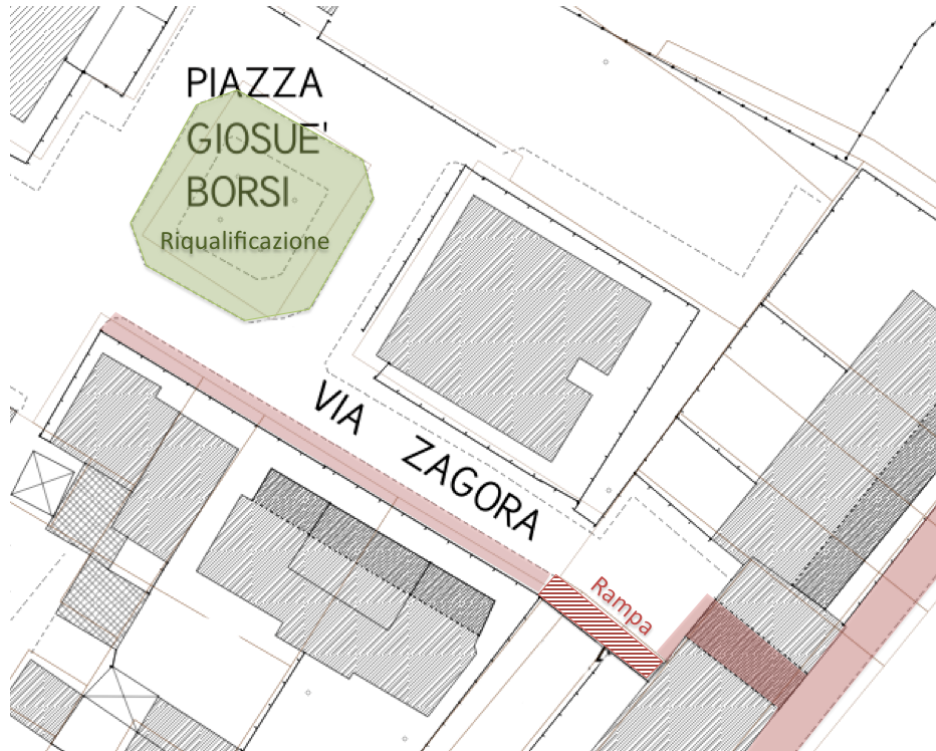 PIAZZA
GIOSUE'
BORSI
Riqualificazione
VIA ZAGORA
Rampa